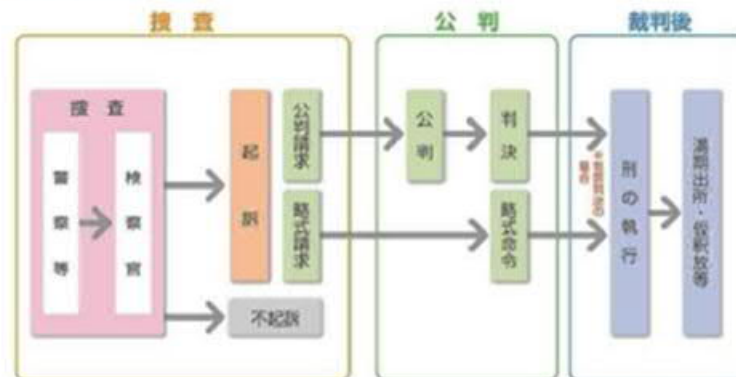 捜査
公判
裁判後
捜査
警察等
検察官
起訴
公判請求
略式請求
不起訴
公判
判決
略式命令
刑の執行
満期出所・仮釈放等